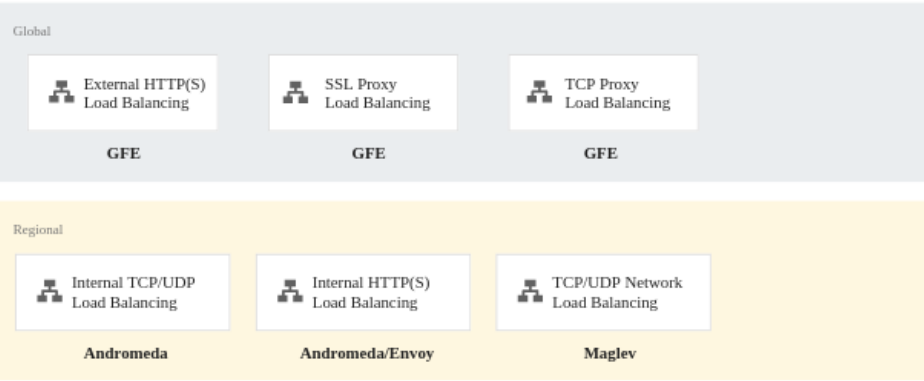 Global
External HTTP(S)
Load Balancing
SSL Proxy
Load Balancing
TCP Proxy
Load Balancing
GFE
GFE
GFE
Regional
Internal TCP/UDP
Load Balancing
Internal HTTP(S)
Load Balancing
TCP/UDP Network
Load Balancing
Andromeda
Andromeda/Envoy
Maglev